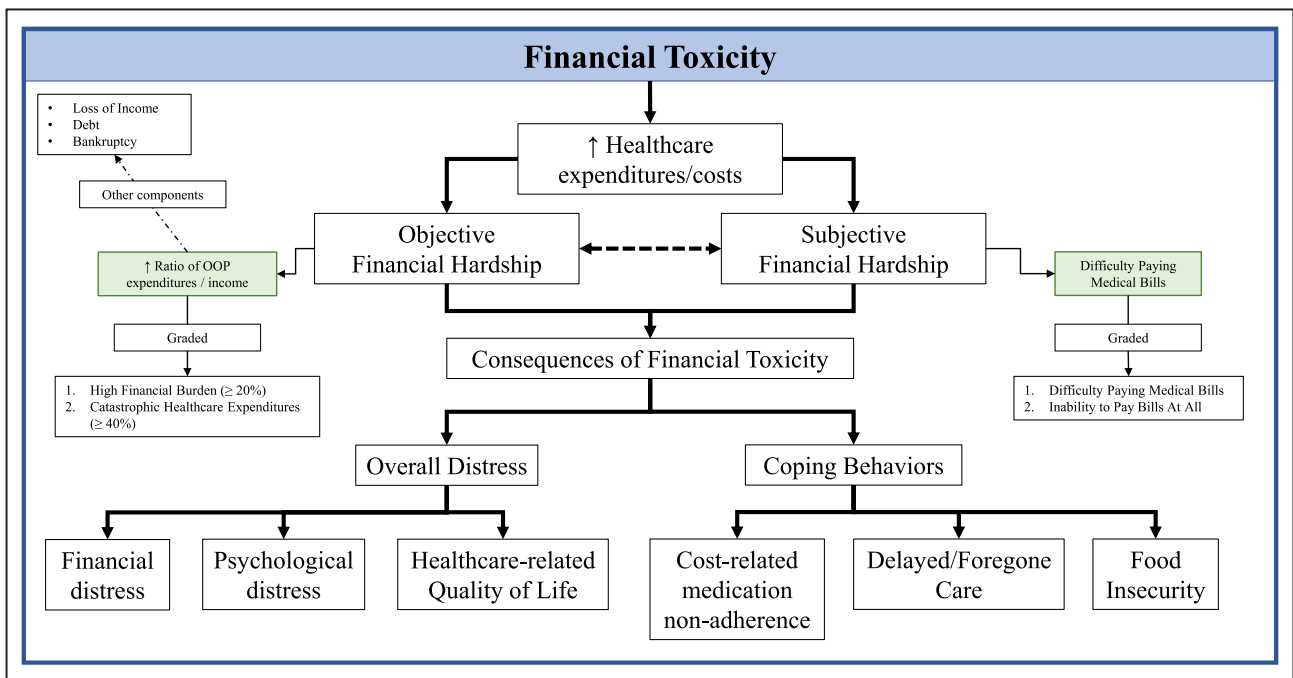 Financial Toxicity
• Loss of Income
• Debt
• Bankruptcy
↑ Healthcare
expenditures/costs
Other components
Objective
Financial Hardship
Subjective
Financial Hardship
↑ Ratio of OOP
expenditures / income
Difficulty Paying
Medical Bills
Graded
Graded
Consequences of Financial Toxicity
1. High Financial Burden (≥ 20%)
2. Catastrophic Healthcare Expenditures
(≥ 40%)
1. Difficulty Paying Medical Bills
2. Inability to Pay Bills At All
Overall Distress
Coping Behaviors
Financial
distress
Psychological
distress
Healthcare-related
Quality of Life
Cost-related
medication
non-adherence
Delayed/Foregone
Care
Food
Insecurity